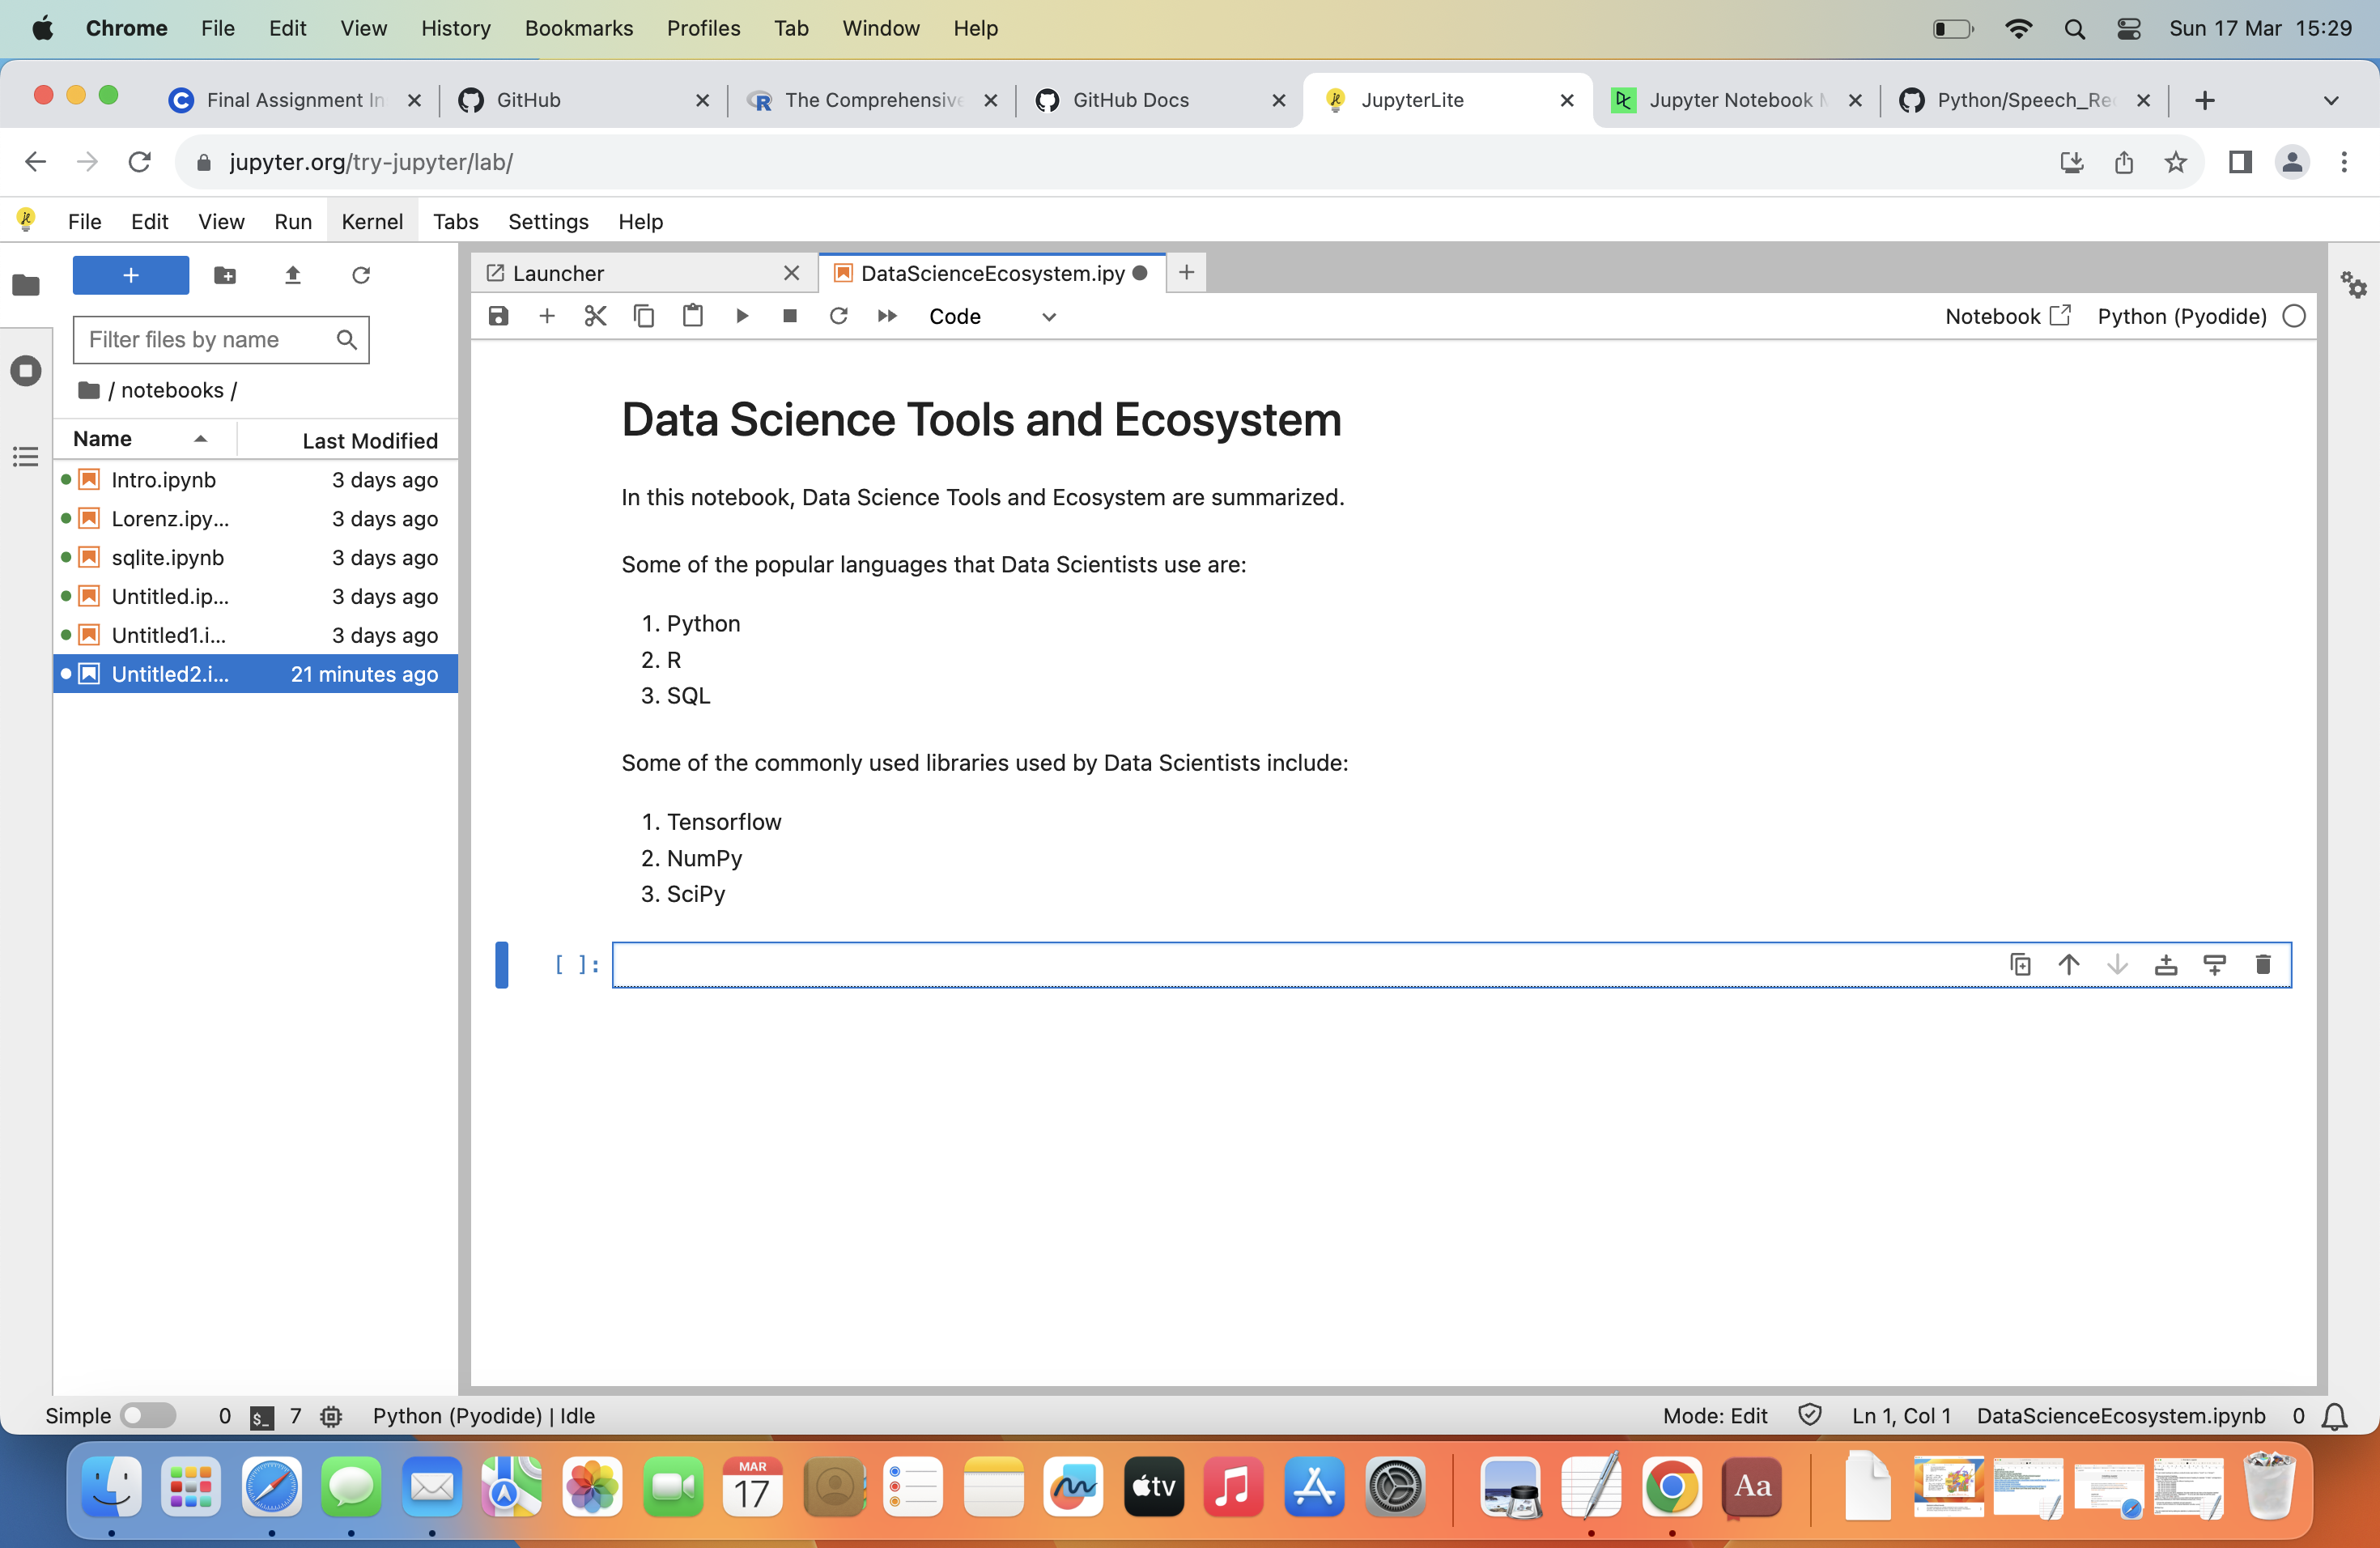 Chrome File Edit View History Bookmarks Profiles Tab Window Help Sun 17 Mar 15:29
Final Assignment In GitHub The Comprehensive GitHub Docs JupyterLite Jupyter Notebook Python/Speech_Re
jupyter.org/try-jupyter/lab/
File Edit View Run Kernel Tabs Settings Help
+ Launcher DataScienceEcosystem.ipy
Code Notebook Python (Pyodide)
Filter files by name
/ notebooks /
Name Last Modified
Intro.ipynb 3 days ago
Lorenz.ipy... 3 days ago
sqlite.ipynb 3 days ago
Untitled.ip... 3 days ago
Untitled1.i... 3 days ago
Untitled2.i... 21 minutes ago
Data Science Tools and Ecosystem
In this notebook, Data Science Tools and Ecosystem are summarized.
Some of the popular languages that Data Scientists use are:
1. Python
2. R
3. SQL
Some of the commonly used libraries used by Data Scientists include:
1. Tensorflow
2. NumPy
3. SciPy
[ ]:
Simple 0 $_ 7 Python (Pyodide) | Idle Mode: Edit Ln 1, Col 1 DataScienceEcosystem.ipynb 0
MAR
17
tv
Aa